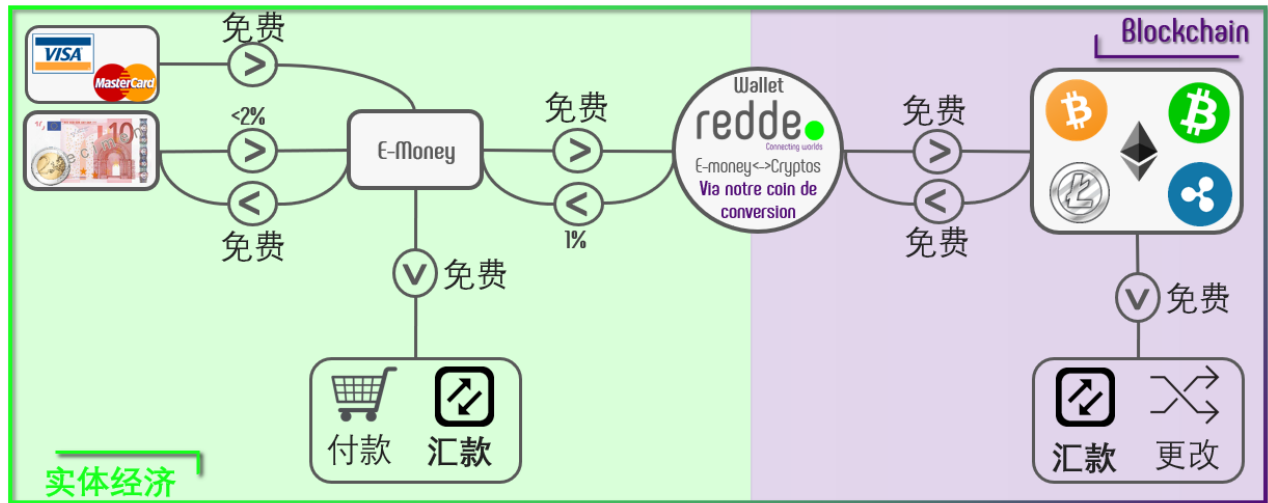 免费
Blockchain
VISA
MasterCard
>
<2%
10
Specimen
>
<
免费
E-Money
免费
>
<
1%
Wallet
redde
Connecting worlds
E-money<->Cryptos
Via notre coin de
conversion
免费
>
<
免费
V
免费
V
免费
付款
汇款
汇款
更改
实体经济